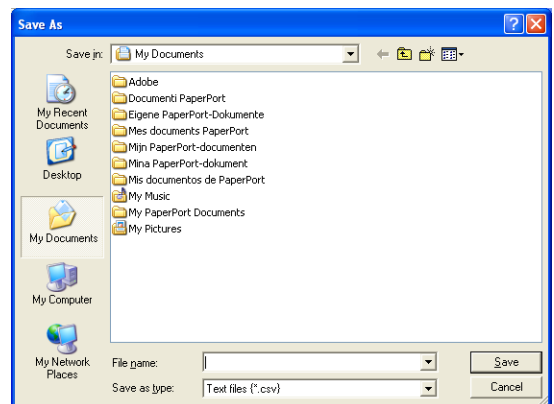 Save As
Save in:
My Documents
My Recent
Documents
Desktop
My Documents
My Computer
My Network
Places
Adobe
Documenti PaperPort
Eigene PaperPort-Dokumente
Mes documents PaperPort
Mijn PaperPort-documenten
Mina PaperPort-dokument
Mis documentos de PaperPort
My Music
My PaperPort Documents
My Pictures
File name:
Save
Save as type:
Text files {*.csv}
Cancel